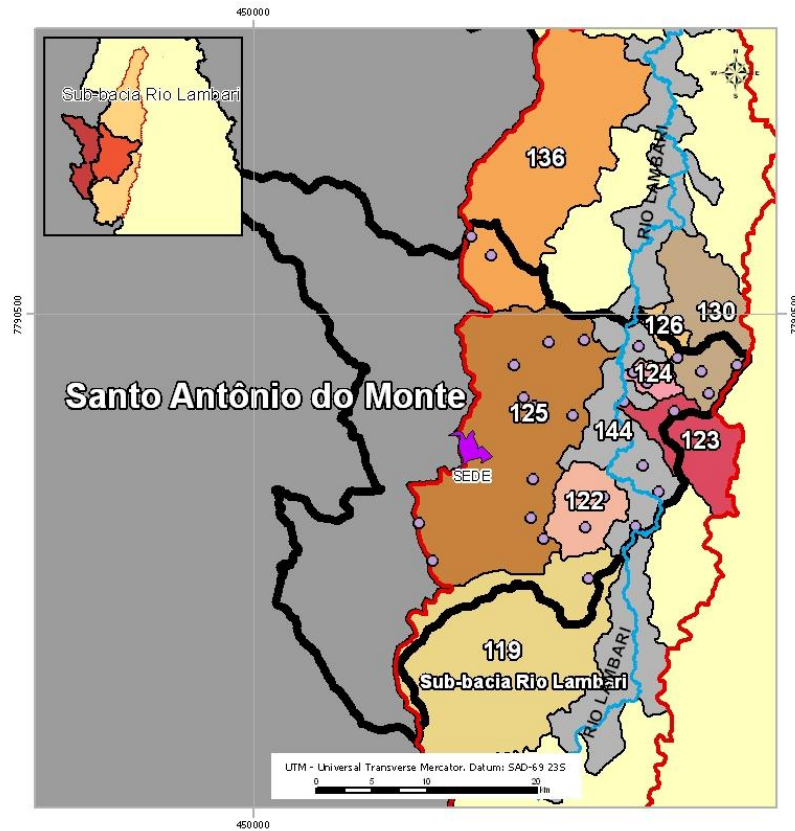 450000
Sub-bacia Rio Lambari
N
W
E
S
RIO LAMBARI
136
7790500
7790500
130
126
124
Santo Antônio do Monte
125
144
123
SEDE
122
119
Sub-bacia Rio Lambari
RIO LAMBARI
UTM - Universal Transverse Mercator. Datum: SAD-69 23S
0 5 10 20
km
450000